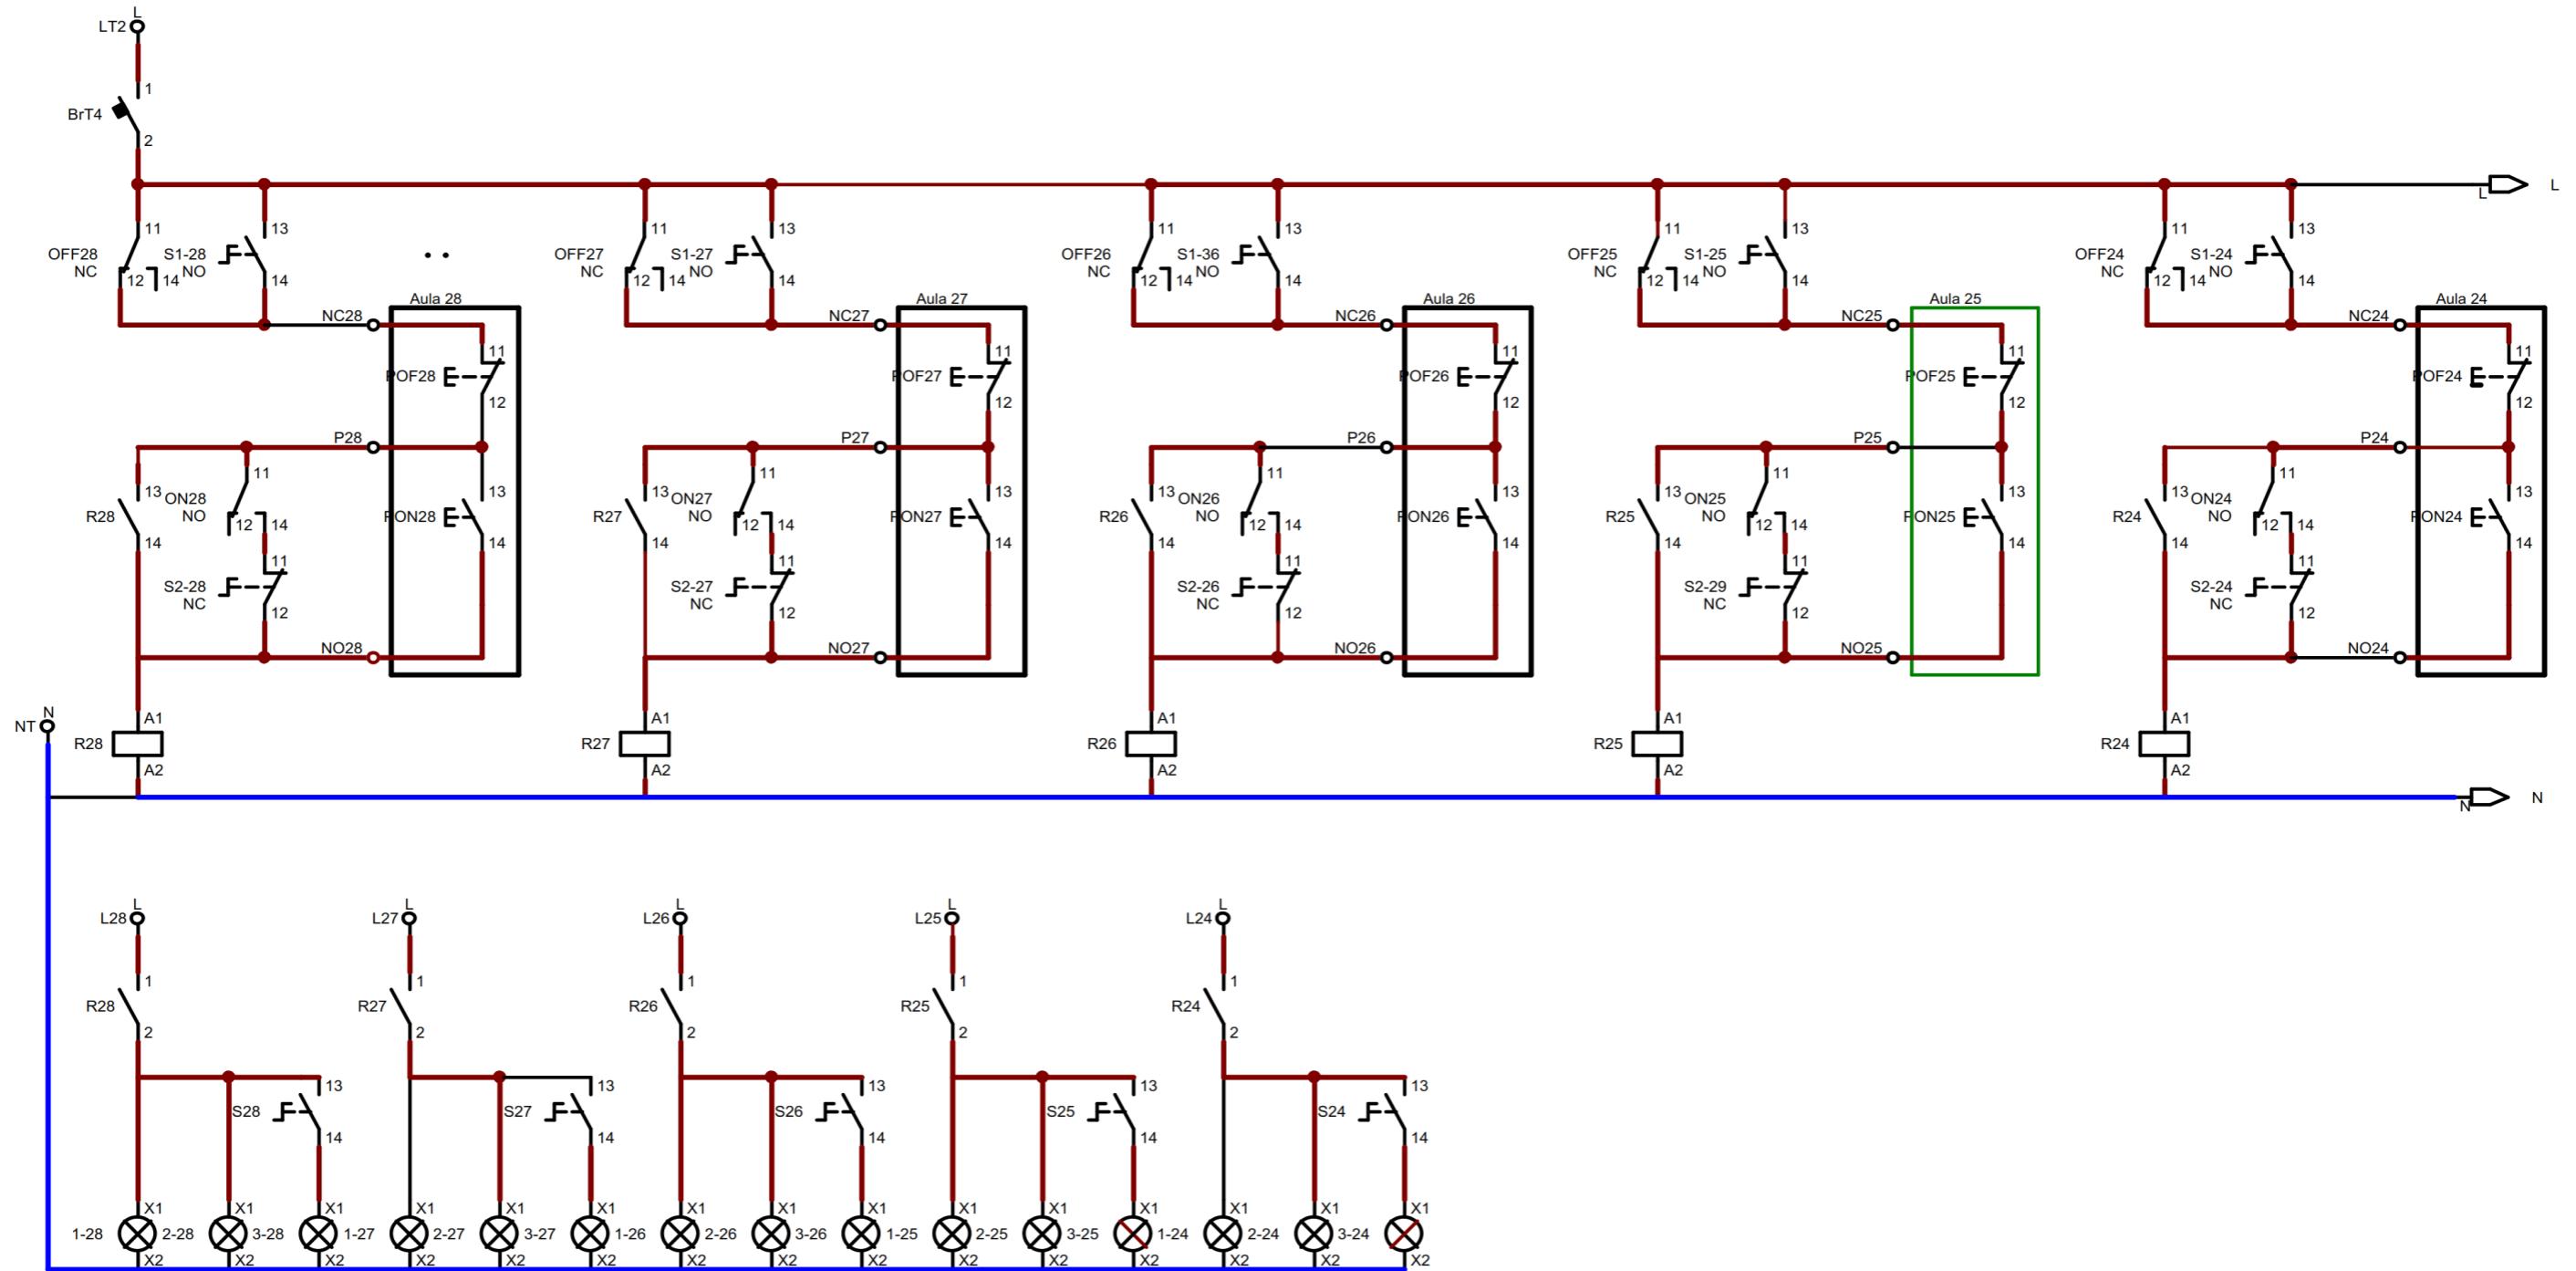 L
LT2
1
BrT4
2
L
L
11 13 11 13 11 13 11 13 11 13
OFF28 S1-28 OFF27 S1-27 OFF26 S1-36 OFF25 S1-25 OFF24 S1-24
NC NO NC NO NC NO NC NO NC NO
12 14 14 12 14 14 12 14 14 12 14 14 12 14 14
Aula 28 Aula 27 Aula 26 Aula 25 Aula 24
NC28 NC27 NC26 NC25 NC24
11 11 11 11 11
POF28 POF27 POF26 POF25 POF24
12 12 12 12 12
P28 P27 P26 P25 P24
11 11 11 11 11
13 ON28 13 13 ON27 13 13 ON26 13 13 ON25 13 13 ON24 13
R28 NO PON28 R27 NO PON27 R26 NO PON26 R25 NO PON25 R24 NO PON24
12 14 12 14 12 14 12 14 12 14
14 14 14 14 14 14 14 14 14 14
11 11 11 11 11
S2-28 S2-27 S2-26 S2-29 S2-24
NC NC NC NC NC
12 12 12 12 12
NO28 NO27 NO26 NO25 NO24
N
NT
A1 A1 A1 A1 A1
R28 R27 R26 R25 R24
A2 A2 A2 A2 A2
N
N
L L L L L
L28 L27 L26 L25 L24
1 1 1 1 1
R28 R27 R26 R25 R24
2 2 2 2 2
13 13 13 13 13
S28 S27 S26 S25 S24
14 14 14 14 14
X1 X1 X1 X1 X1 X1 X1 X1 X1 X1 X1 X1 X1 X1 X1
1-28 2-28 3-28 1-27 2-27 3-27 1-26 2-26 3-26 1-25 2-25 3-25 1-24 2-24 3-24
X2 X2 X2 X2 X2 X2 X2 X2 X2 X2 X2 X2 X2 X2 X2